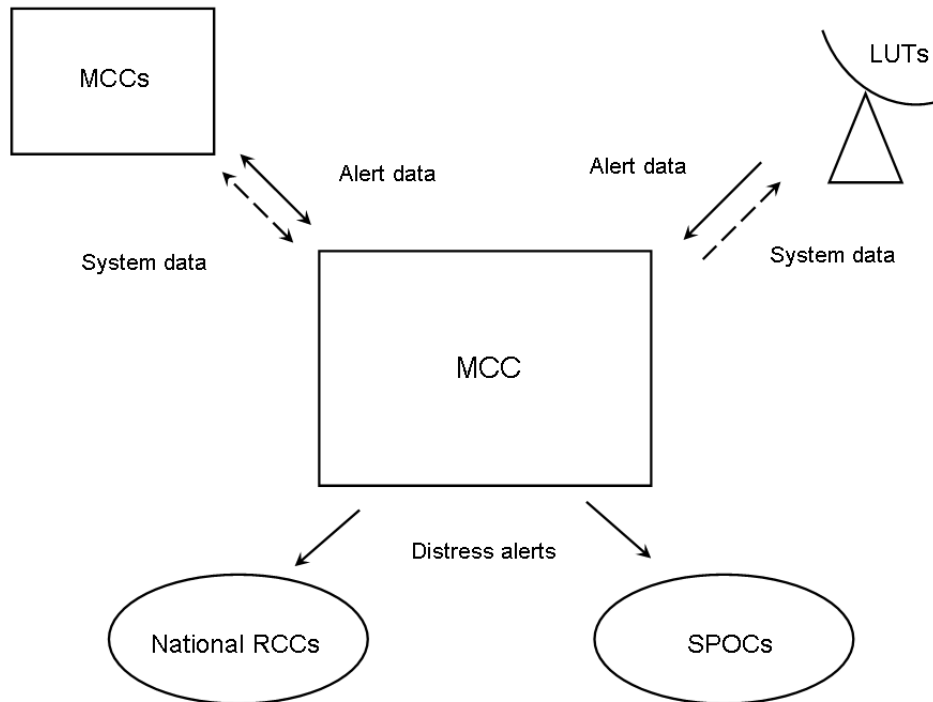 MCCs
LUTs
Alert data
Alert data
System data
System data
MCC
Distress alerts
National RCCs
SPOCs